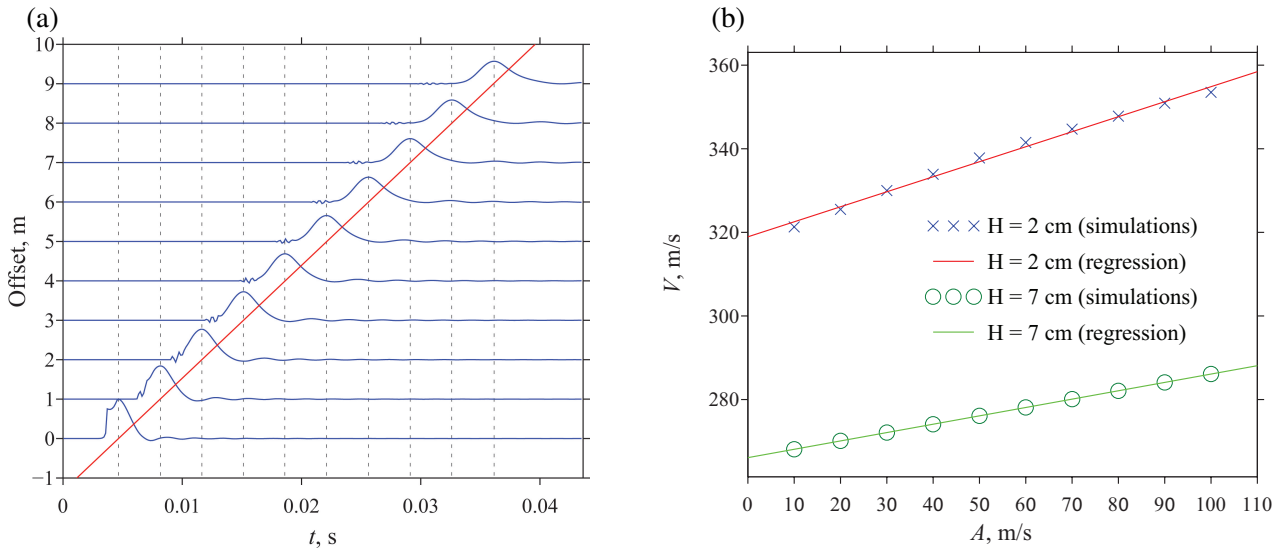 (a)
10
9
8
7
6
5
4
3
2
1
0
−1
Offset, m
0
0.01
0.02
0.03
0.04
t, s
(b)
360
340
320
300
280
V, m/s
H = 2 cm (simulations)
H = 2 cm (regression)
H = 7 cm (simulations)
H = 7 cm (regression)
0 10 20 30 40 50 60 70 80 90 100 110
A, m/s